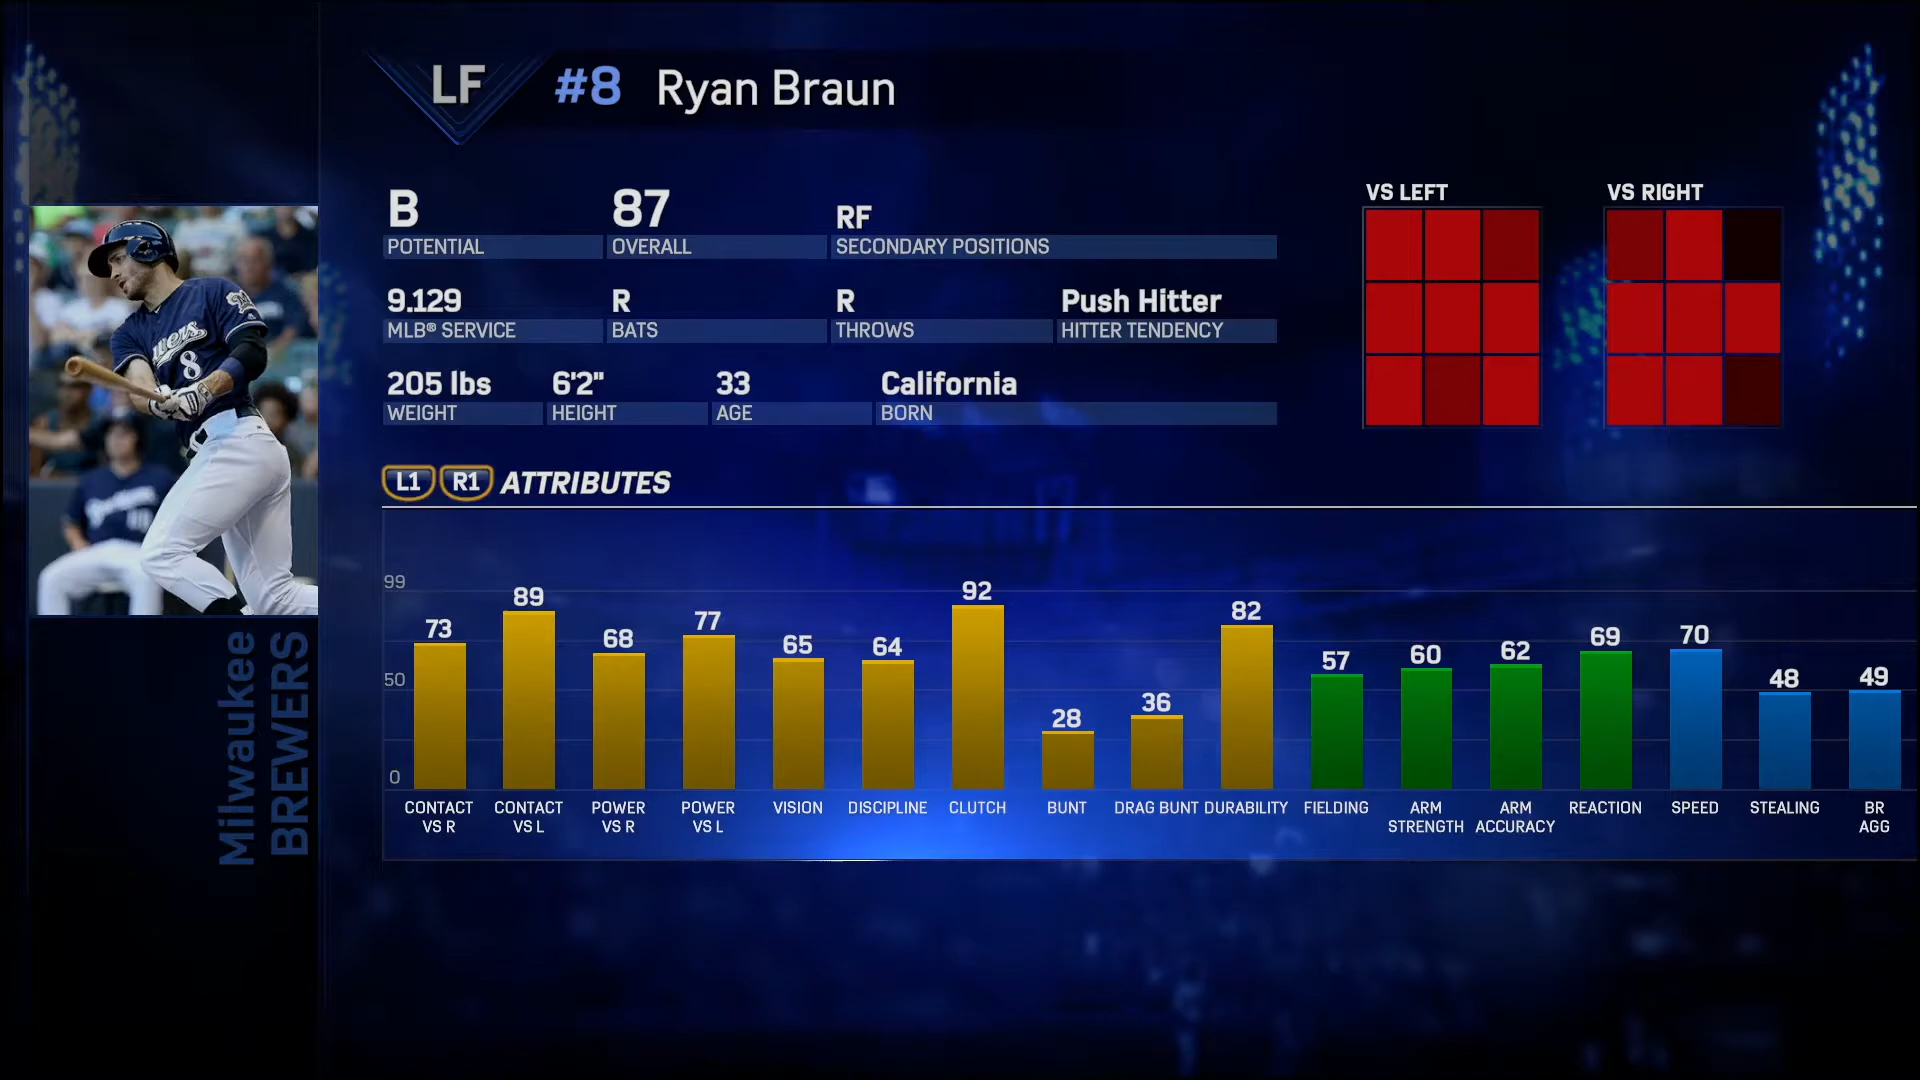 LF #8 Ryan Braun
B 87 RF
POTENTIAL OVERALL SECONDARY POSITIONS
9.129 R R Push Hitter
MLB® SERVICE BATS THROWS HITTER TENDENCY
205 lbs 6'2" 33 California
WEIGHT HEIGHT AGE BORN
VS LEFT VS RIGHT
Brewers
8
Milwaukee
BREWERS
L1 R1 ATTRIBUTES
99
50
0
73 89 68 77 65 64 92 28 36 82 57 60 62 69 70 48 49
CONTACT CONTACT POWER POWER VISION DISCIPLINE CLUTCH BUNT DRAG BUNT DURABILITY FIELDING ARM ARM REACTION SPEED STEALING BR
VS R VS L VS R VS L STRENGTH ACCURACY AGG